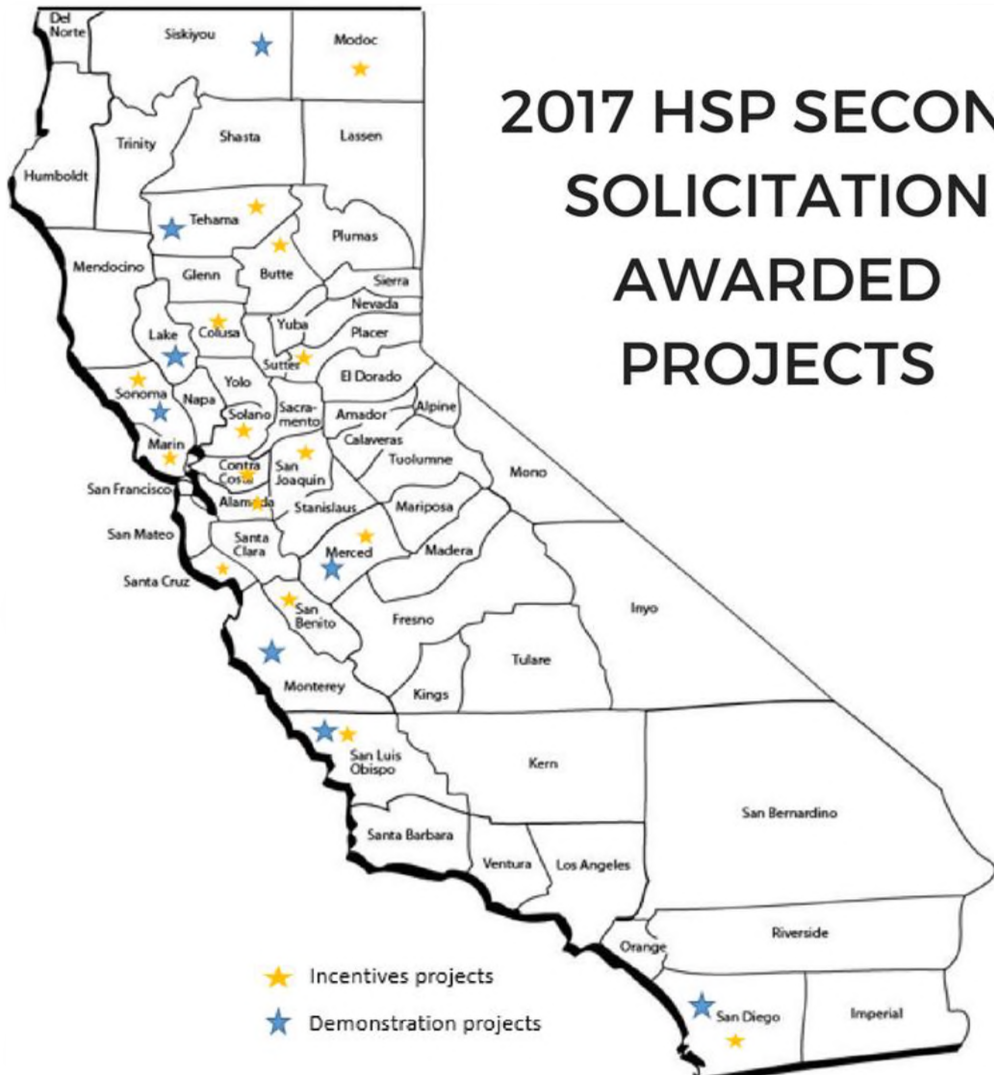 Del
Norte
Siskiyou
Modoc
2017 HSP SECON
SOLICITATION
AWARDED
PROJECTS
Trinity
Shasta
Lassen
Humboldt
Tehama
Plumas
Mendocino
Glenn
Butte
Sierra
Nevada
Yuba
Placer
Lake
Colusa
Sutter
El Dorado
Yolo
Sonoma
Napa
Solano
Sacra-
mento
Amador
Alpine
Marin
Calaveras
Tuolumne
Contra
Costa
San
Joaquin
Mono
San Francisco
Alameda
Stanislaus
Mariposa
San Mateo
Santa
Clara
Merced
Madera
Santa Cruz
San
Benito
Fresno
Inyo
Tulare
Monterey
Kings
San Luis
Obispo
Kern
San Bernardino
Santa Barbara
Ventura
Los Angeles
Riverside
Orange
Incentives projects
San Diego
Imperial
Demonstration projects